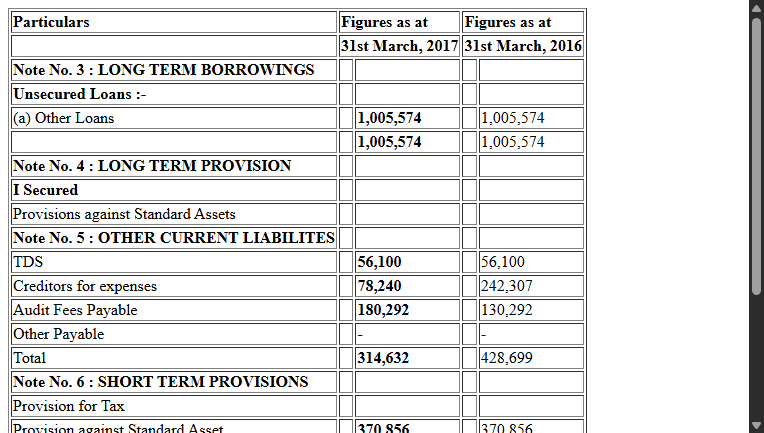 Particulars Figures as at Figures as at
31st March, 2017 31st March, 2016
Note No. 3 : LONG TERM BORROWINGS
Unsecured Loans :-
(a) Other Loans 1,005,574 1,005,574
1,005,574 1,005,574
Note No. 4 : LONG TERM PROVISION
I Secured
Provisions against Standard Assets
Note No. 5 : OTHER CURRENT LIABILITES
TDS 56,100 56,100
Creditors for expenses 78,240 242,307
Audit Fees Payable 180,292 130,292
Other Payable - -
Total 314,632 428,699
Note No. 6 : SHORT TERM PROVISIONS
Provision for Tax
Provision against Standard Asset 370,856 370,856